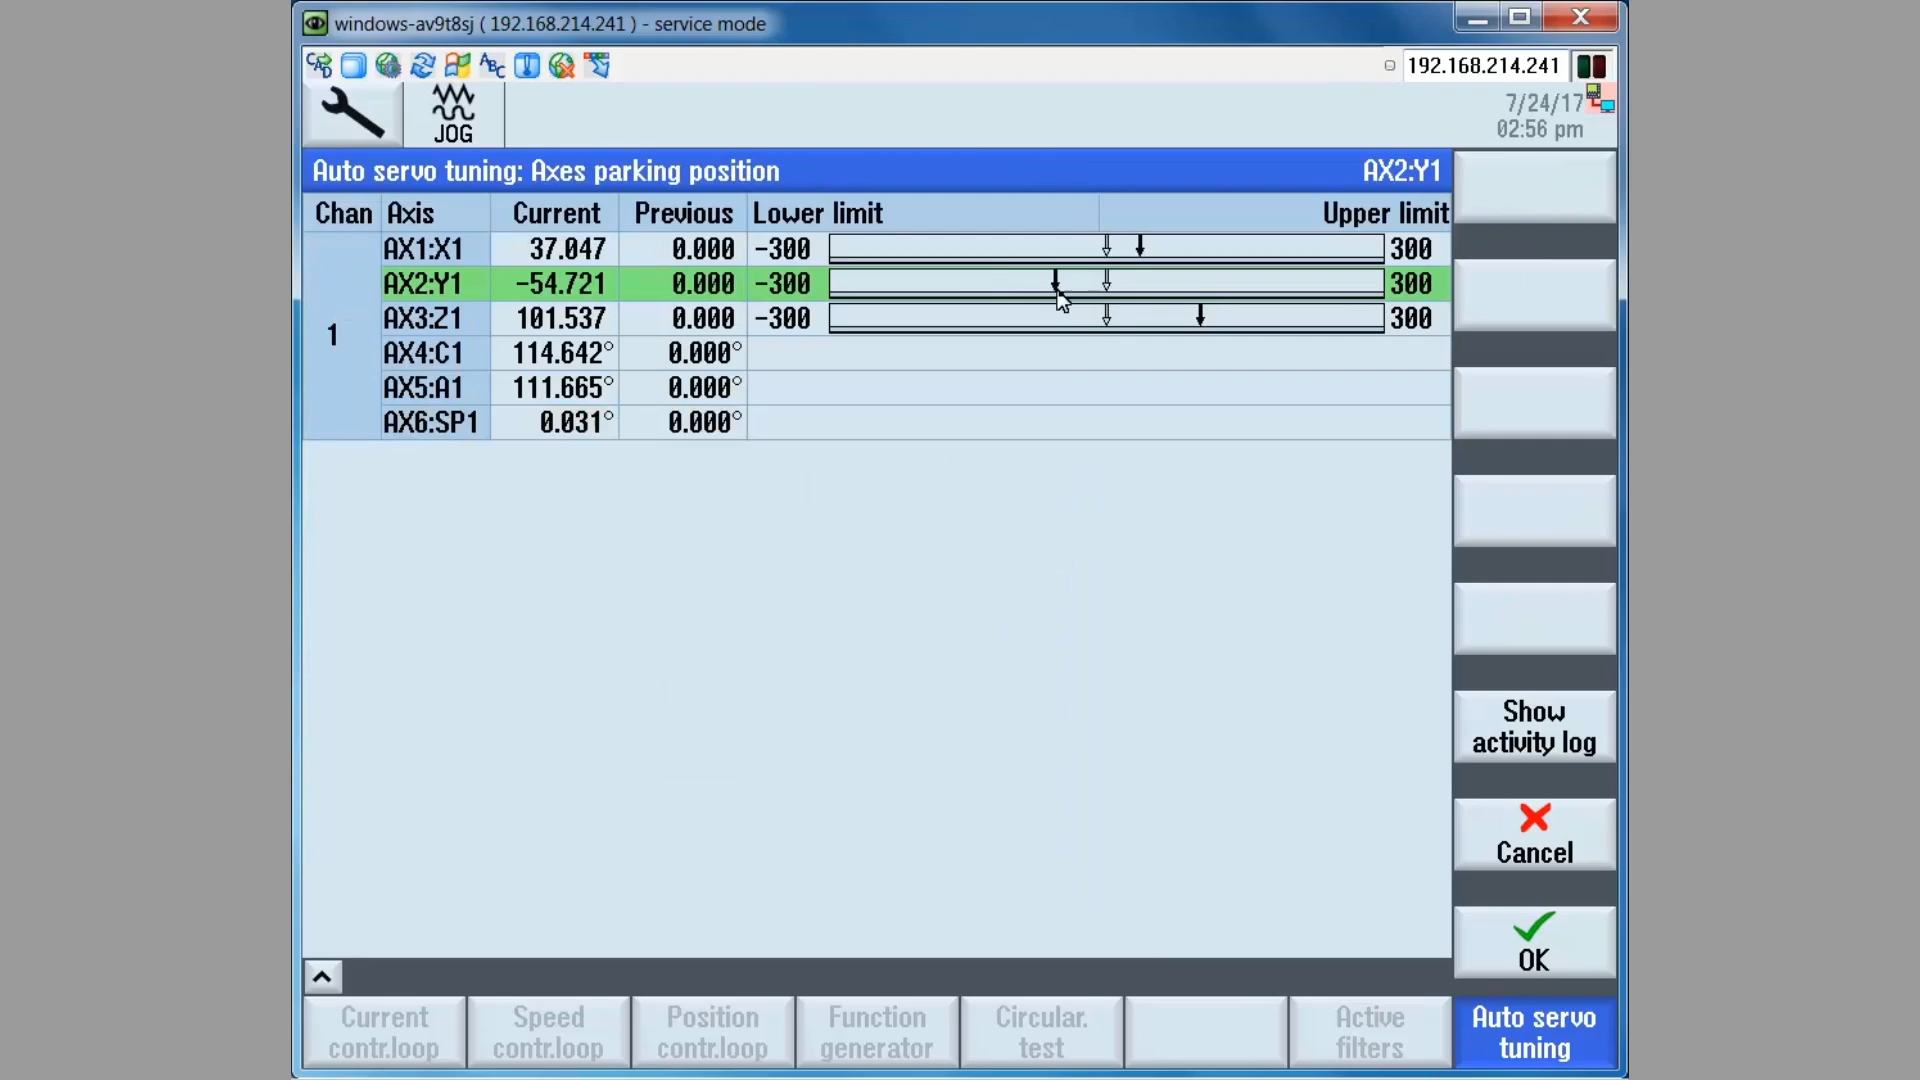 windows-av9t8sj ( 192.168.214.241 ) - service mode
192.168.214.241
JOG
7/24/17
02:56 pm
Auto servo tuning: Axes parking position AX2:Y1
Chan Axis Current Previous Lower limit Upper limit
AX1:X1 37.047 0.000 -300 300
AX2:Y1 -54.721 0.000 -300 300
AX3:Z1 101.537 0.000 -300 300
1
AX4:C1 114.642° 0.000°
AX5:A1 111.665° 0.000°
AX6:SP1 0.031° 0.000°
Show
activity log
Cancel
OK
Current
contr.loop
Speed
contr.loop
Position
contr.loop
Function
generator
Circular.
test
Active
filters
Auto servo
tuning